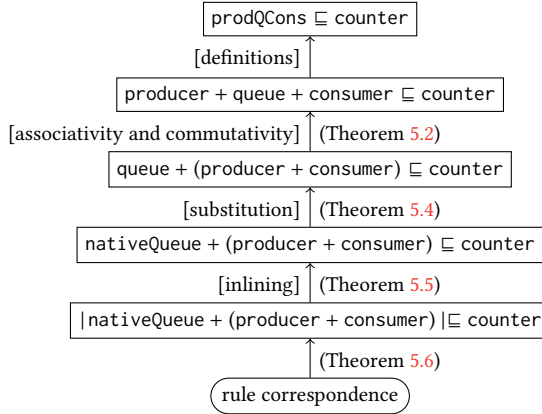 prodQCons ⊑ counter
[definitions]
producer + queue + consumer ⊑ counter
[associativity and commutativity] (Theorem 5.2)
queue + (producer + consumer) ⊑ counter
[substitution] (Theorem 5.4)
nativeQueue + (producer + consumer) ⊑ counter
[inlining] (Theorem 5.5)
|nativeQueue + (producer + consumer) |⊑ counter
(Theorem 5.6)
rule correspondence